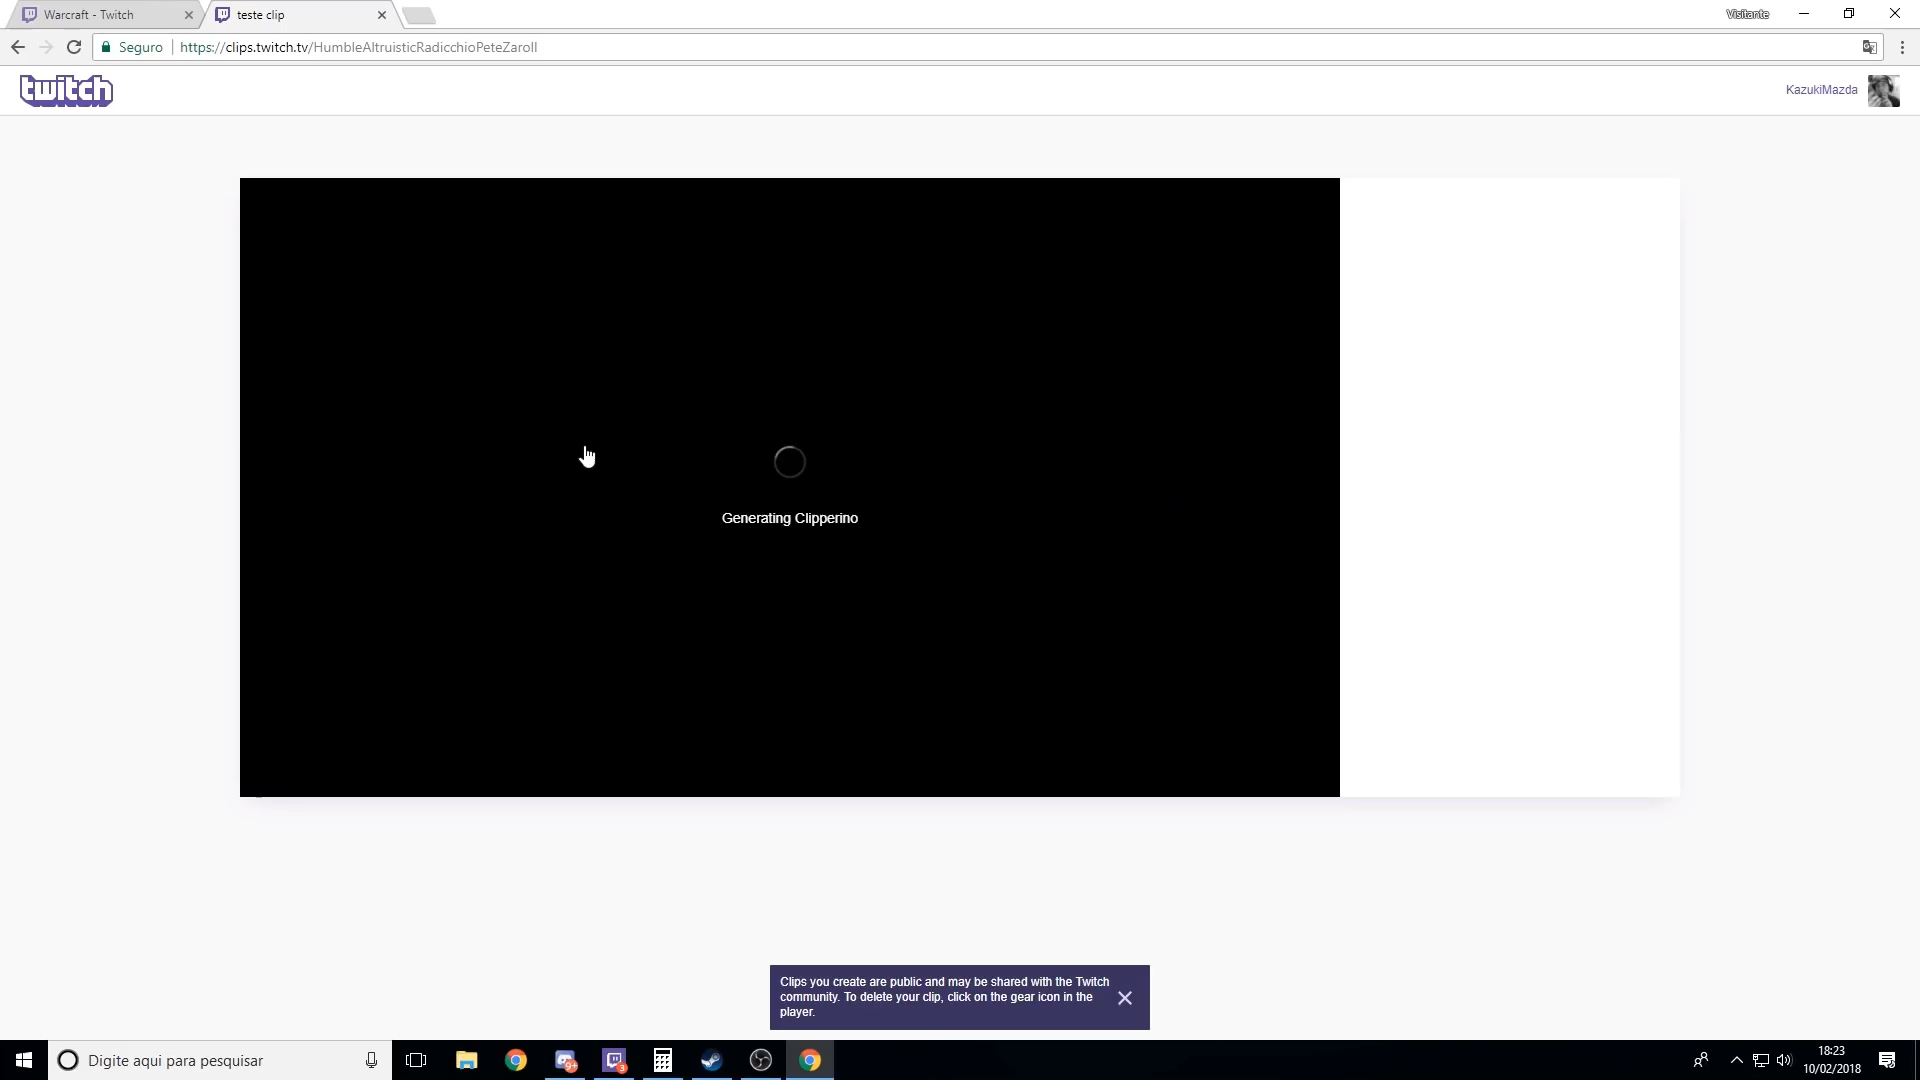 Warcraft - Twitch
teste clip
Visitante
Seguro
https://clips.twitch.tv/HumbleAltruisticRadicchioPeteZaroll
twitch
KazukiMazda
Generating Clipperino
Clips you create are public and may be shared with the Twitch
community. To delete your clip, click on the gear icon in the
player.
Digite aqui para pesquisar
9+
3
18:23
10/02/2018